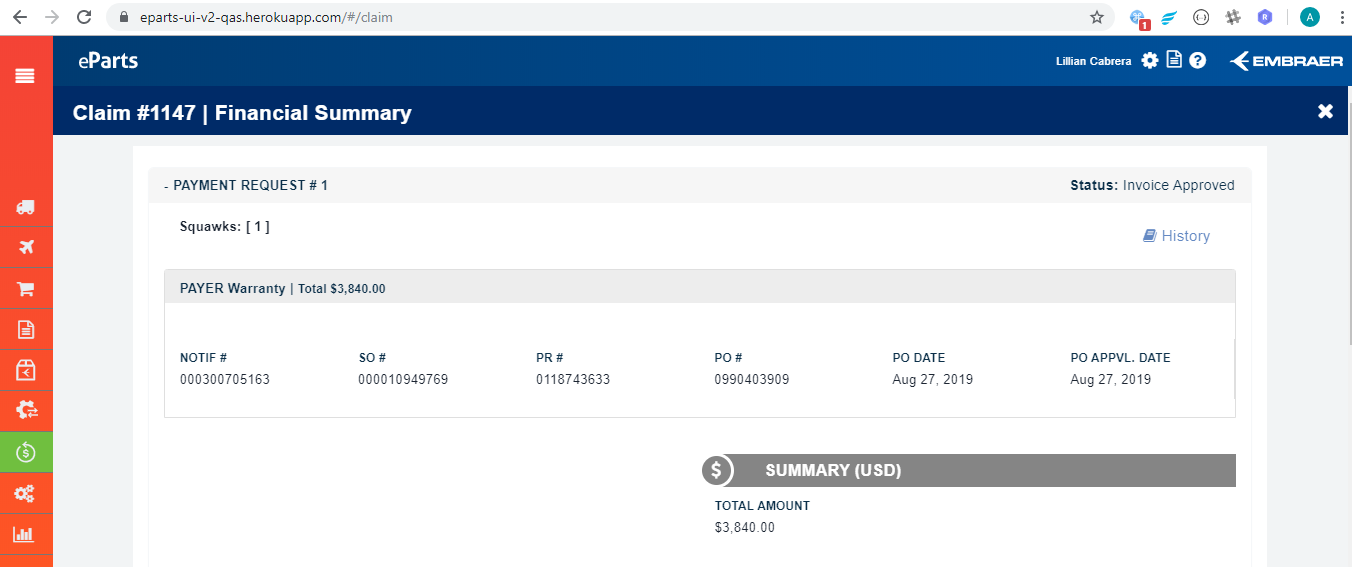 eparts-ui-v2-qas.herokuapp.com/#/claim
1
R
A
eParts
Lillian Cabrera
EMBRAER
Claim #1147 | Financial Summary
- PAYMENT REQUEST # 1
Status: Invoice Approved
Squawks: [ 1 ]
History
PAYER Warranty | Total $3,840.00
NOTIF # SO # PR # PO # PO DATE PO APPVL. DATE
000300705163 000010949769 0118743633 0990403909 Aug 27, 2019 Aug 27, 2019
$ SUMMARY (USD)
TOTAL AMOUNT
$3,840.00